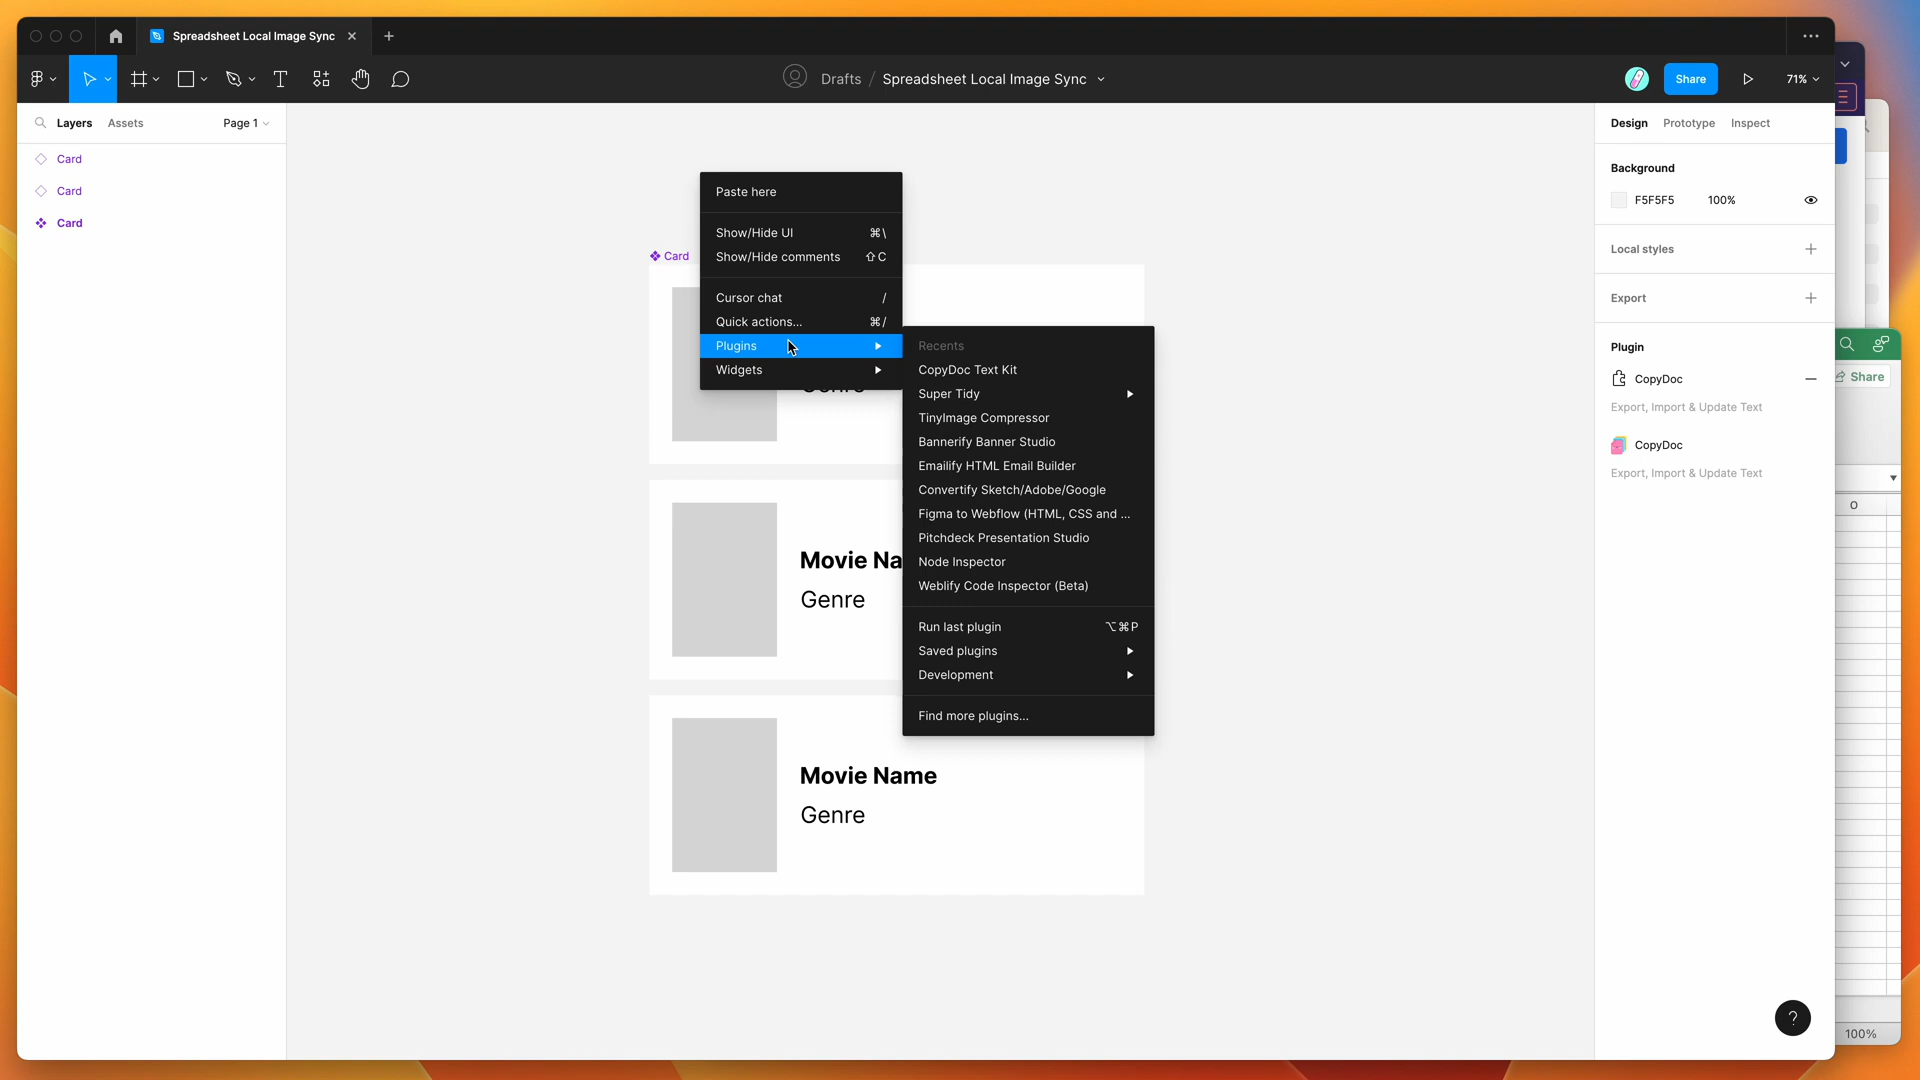 Spreadsheet Local Image Sync
Drafts / Spreadsheet Local Image Sync
Share
71%
Layers
Assets
Page 1
Card
Card
Card
Card
Paste here
Show/Hide UI ⌘\
Show/Hide comments ⇧C
Cursor chat /
Quick actions... ⌘/
Plugins
Widgets
Recents
CopyDoc Text Kit
Super Tidy
TinyImage Compressor
Bannerify Banner Studio
Emailify HTML Email Builder
Convertify Sketch/Adobe/Google
Figma to Webflow (HTML, CSS and ...
Pitchdeck Presentation Studio
Node Inspector
Weblify Code Inspector (Beta)
Run last plugin ⌥⌘P
Saved plugins
Development
Find more plugins...
Movie Na
Genre
Movie Name
Genre
Design
Prototype
Inspect
Background
F5F5F5 100%
Local styles
Export
Plugin
CopyDoc
Export, Import & Update Text
CopyDoc
Export, Import & Update Text
?
Share
O
100%